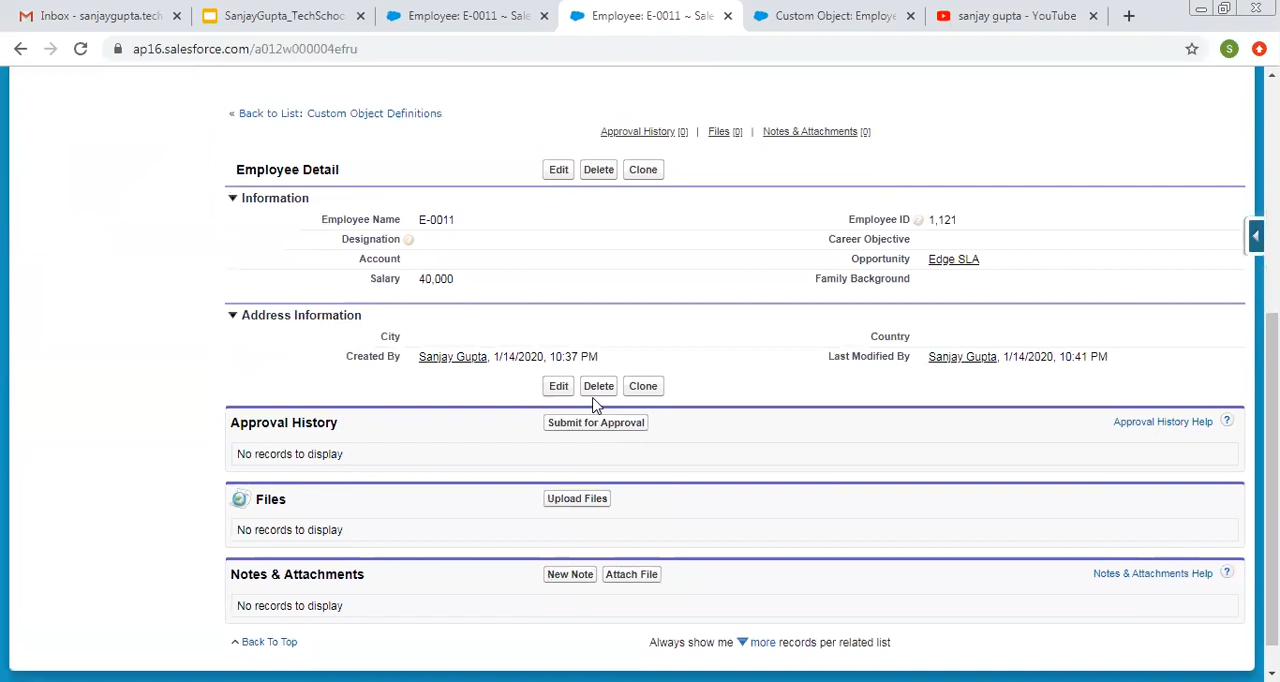 Inbox - sanjaygupta.tech
SanjayGupta_TechSchoo
Employee: E-0011 ~ Sale
Employee: E-0011 ~ Sale
Custom Object: Employe
sanjay gupta - YouTube
ap16.salesforce.com/a012w000004efru
S
« Back to List: Custom Object Definitions
Approval History [0] | Files [0] | Notes & Attachments [0]
Employee Detail Edit Delete Clone
Information
Employee Name E-0011 Employee ID 1,121
Designation Career Objective
Account Opportunity Edge SLA
Salary 40,000 Family Background
Address Information
City Country
Created By Sanjay Gupta, 1/14/2020, 10:37 PM Last Modified By Sanjay Gupta, 1/14/2020, 10:41 PM
Edit Delete Clone
Approval History Submit for Approval Approval History Help ?
No records to display
Files Upload Files
No records to display
Notes & Attachments New Note Attach File Notes & Attachments Help ?
No records to display
Back To Top Always show me more records per related list